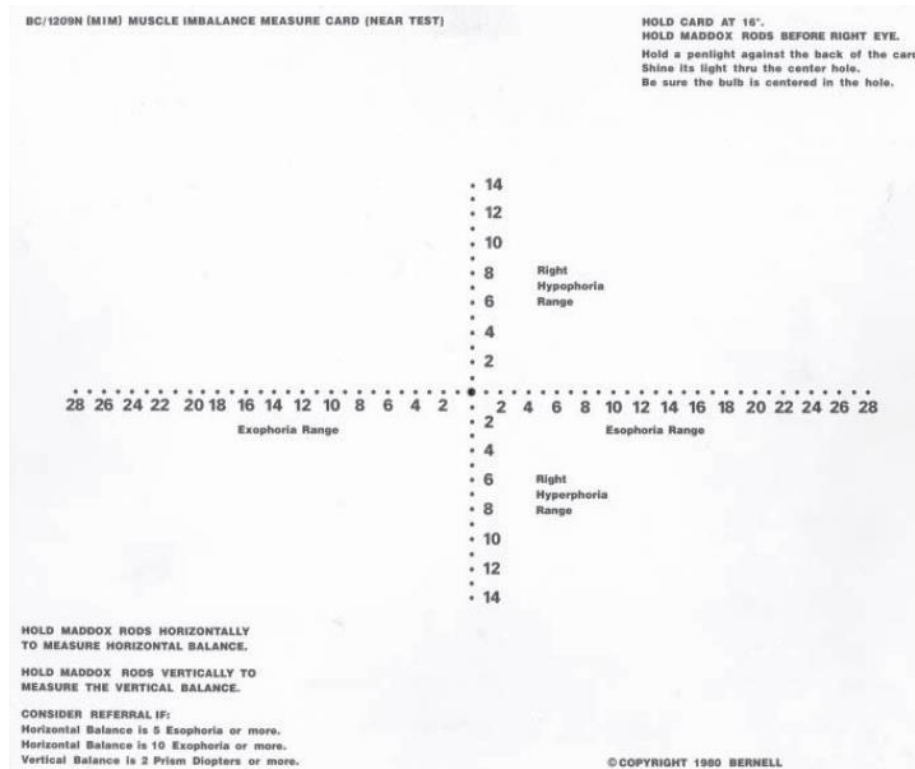 BC/1209N (MIM) MUSCLE IMBALANCE MEASURE CARD (NEAR TEST)
HOLD CARD AT 16".
HOLD MADDOX RODS BEFORE RIGHT EYE.
Hold a penlight against the back of the card
Shine its light thru the center hole.
Be sure the bulb is centered in the hole.
14
12
10
8
6
4
2
Right
Hypophoria
Range
28 26 24 22 20 18 16 14 12 10 8 6 4 2 2 4 6 8 10 12 14 16 18 20 22 24 26 28
Exophoria Range
Esophoria Range
2
4
6
8
10
12
14
Right
Hyperphoria
Range
HOLD MADDOX RODS HORIZONTALLY
TO MEASURE HORIZONTAL BALANCE.
HOLD MADDOX RODS VERTICALLY TO
MEASURE THE VERTICAL BALANCE.
CONSIDER REFERRAL IF:
Horizontal Balance is 5 Esophoria or more.
Horizontal Balance is 10 Exophoria or more.
Vertical Balance is 2 Prism Diopters or more.
©COPYRIGHT 1980 BERNELL